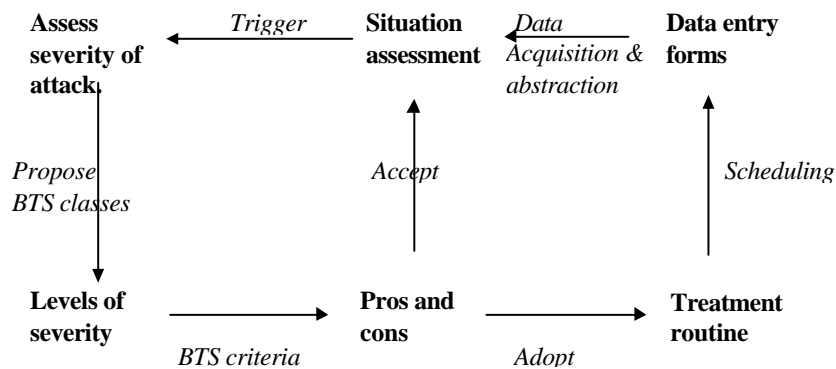 Assess
severity of
attack.
Trigger
Situation
assessment
Data
Acquisition &
abstraction
Data entry
forms
Propose
BTS classes
Accept
Scheduling
Levels of
severity
BTS criteria
Pros and
cons
Adopt
Treatment
routine